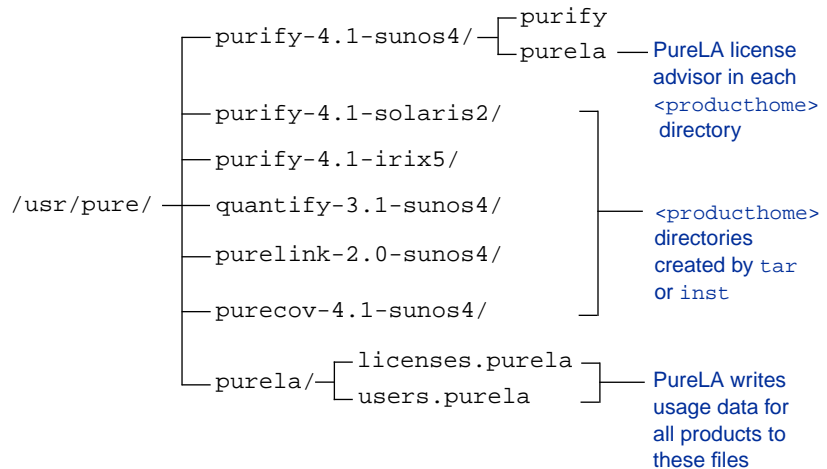 purify
purify-4.1-sunos4/
purela
PureLA license
advisor in each
<producthome>
directory
purify-4.1-solaris2/
purify-4.1-irix5/
/usr/pure/
quantify-3.1-sunos4/
<producthome>
directories
created by tar
or inst
purelink-2.0-sunos4/
purecov-4.1-sunos4/
licenses.purela
purela/
users.purela
PureLA writes
usage data for
all products to
these files